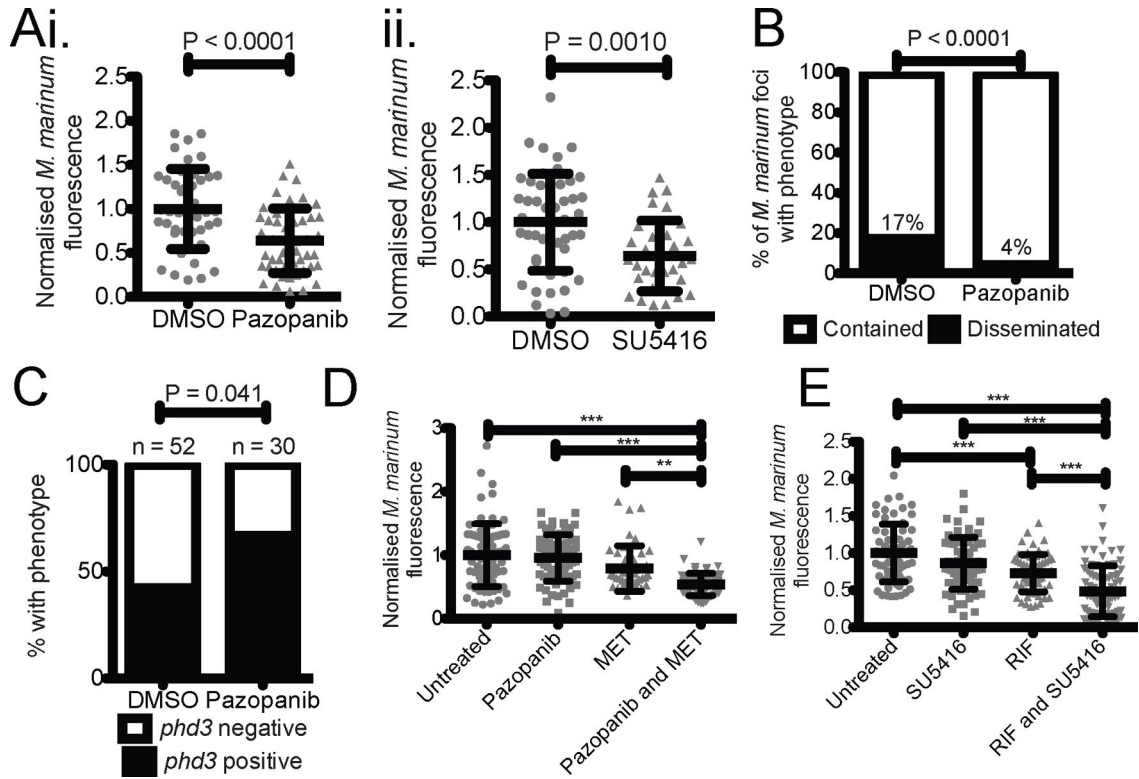 Ai.
P < 0.0001
Normalised M. marinum
fluorescence
2.5
2.0
1.5
1.0
0.5
0.0
DMSO Pazopanib
ii.
P = 0.0010
Normalised M. marinum
fluorescence
2.5
2.0
1.5
1.0
0.5
0.0
DMSO SU5416
B
P < 0.0001
% of M. marinum foci
with phenotype
100
80
60
40
20
0
17%
4%
DMSO Pazopanib
Contained Disseminated
C
P = 0.041
n = 52 n = 30
% with phenotype
100
50
0
DMSO Pazopanib
phd3 negative
phd3 positive
D
Normalised M. marinum
fluorescence
3
2
1
0
***
***
**
Untreated
Pazopanib
MET
Pazopanib and MET
E
Normalised M. marinum
fluorescence
2.5
2.0
1.5
1.0
0.5
0.0
***
***
***
***
Untreated
SU5416
RIF
RIF and SU5416